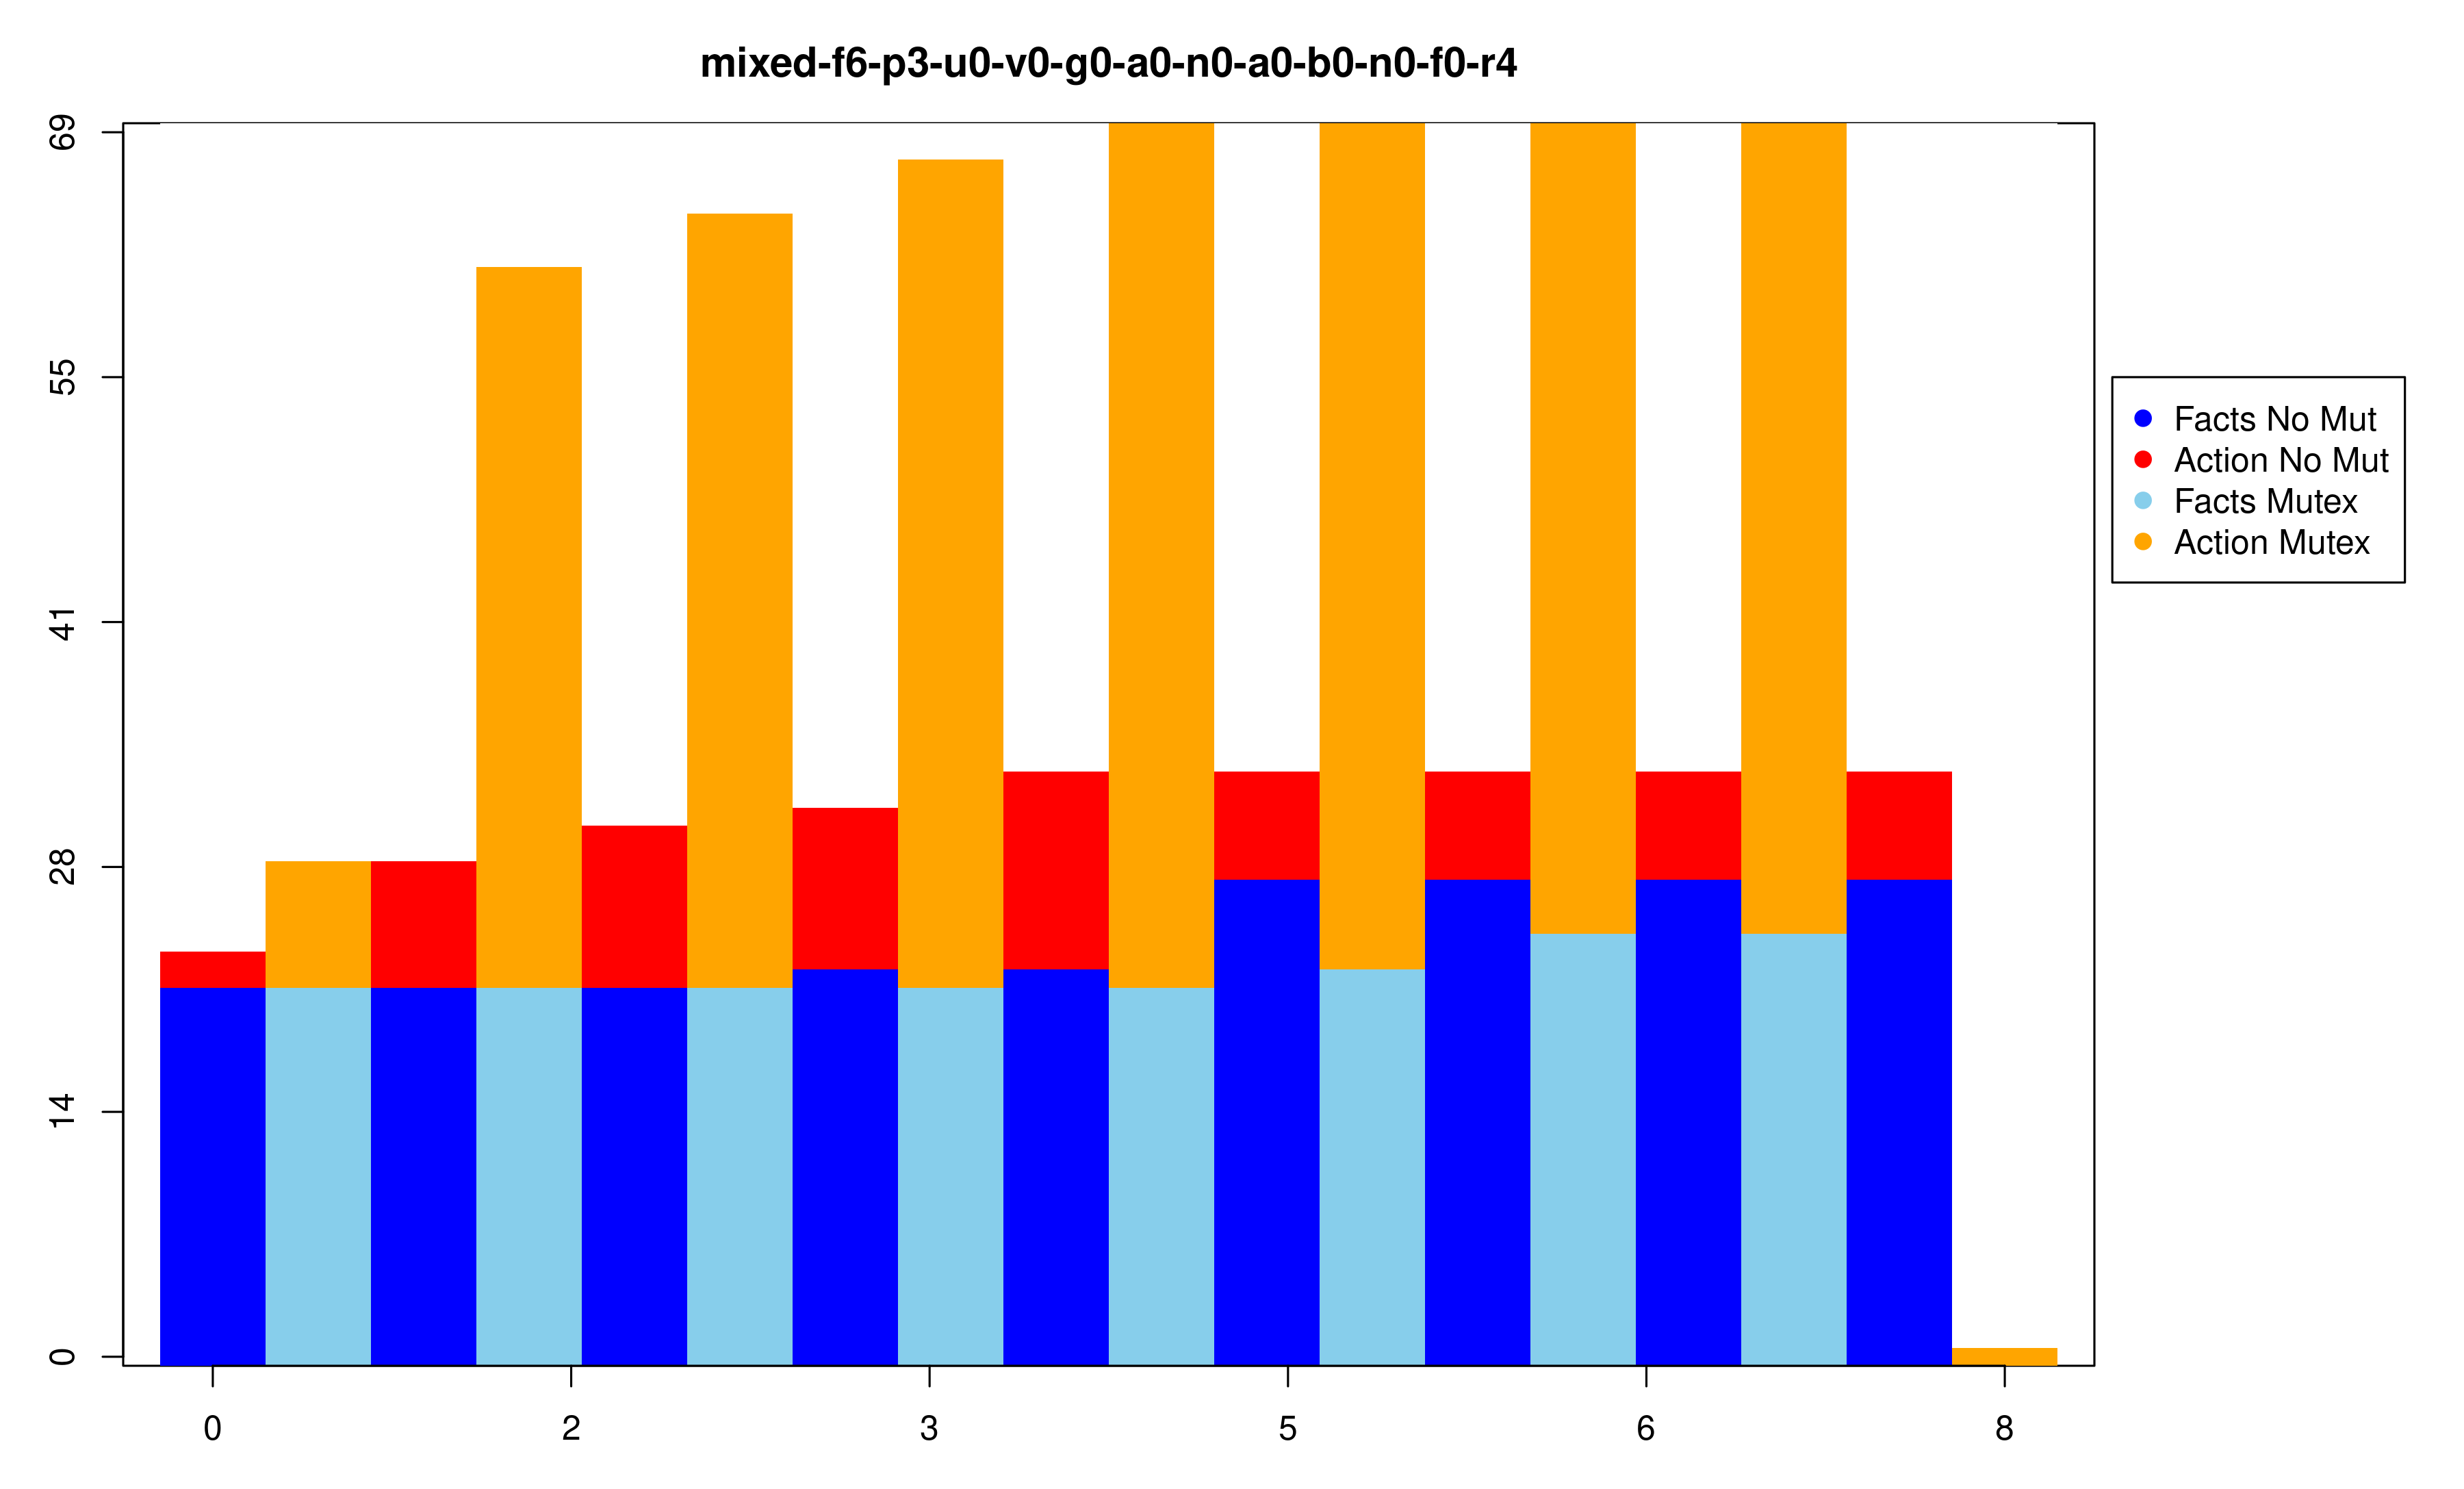 mixed-f6-p3-u0-v0-g0-a0-n0-a0-b0-n0-f0-r4
69
55
41
28
14
0
Facts No Mut
Action No Mut
Facts Mutex
Action Mutex
0 2 3 5 6 8